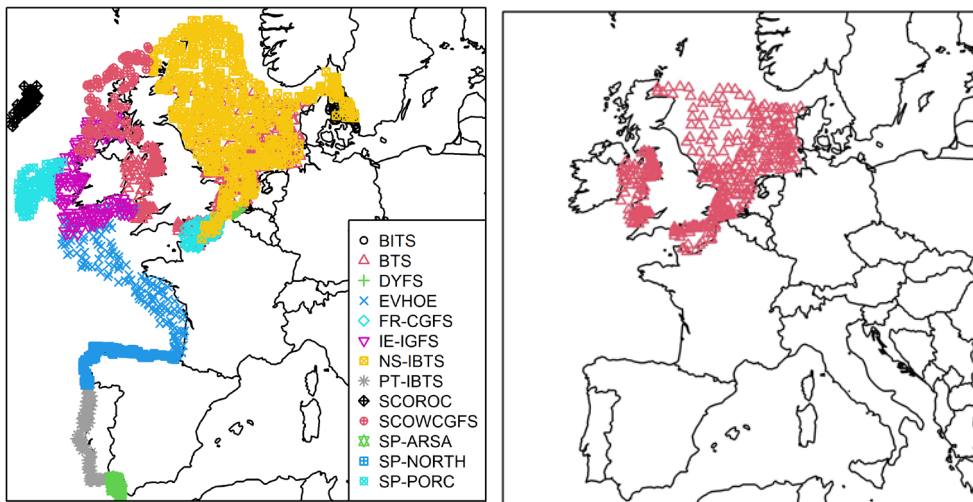 BITS
BTS
DYFS
EVHOE
FR-CGFS
IE-IGFS
NS-IBTS
PT-IBTS
SCOROC
SCOWCGFS
SP-ARSA
SP-NORTH
SP-PORC